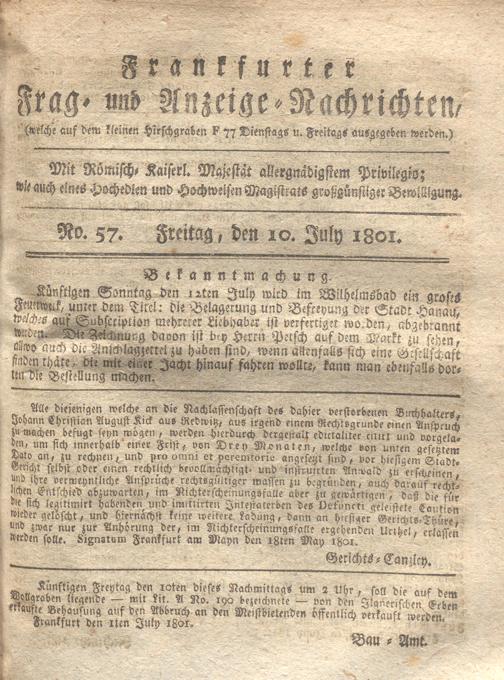 Frankfurter
Frag- und Anzeige-Nachrichten,
(welche auf dem kleinen Hirschgraben F 77 Dienstags u. Freitags ausgegeben werden.)
Mit Römisch-Kaiserl. Majestät allergnädigstem Privilegio;
wie auch eines Hochedlen und Hochweisen Magistrats großgünstiger Bewilligung.
No. 57. Freitag, den 10. July 1801.
Bekanntmachung.
Künftigen Sonntag den 12ten July wird im Wilhelmsbad ein groses
Feuerwerk, unter dem Titel: die Belagerung und Befreyung der Stadt Hanau,
welches auf Subscription mehrerer Liebhaber ist verfertiget worden, abgebrannt
werden. Die Zeichnung davon ist bey Herrn Petsch auf dem Markt zu sehen,
allwo auch die Anschlagzettel zu haben sind, wenn allenfalls sich eine Gesellschaft
finden thäte, die mit einer Jacht hinauf fahren wollte, kann man ebenfalls dor-
ten die Bestellung machen.
Alle diejenigen welche an die Nachlassenschaft des dahier verstorbenen Buchhalters,
Johann Christian August Kick aus Redwitz, aus irgend einem Rechtsgrunde einen Anspruch
zu machen befugt seyn mögen, werden hierdurch dergestalt edictaliter citirt und vorgela-
den, um sich innerhalb einer Frist, von Drey Monaten, welche von unten gesetztem
Dato an, zu rechnen, und pro omni et peremtorie angesetzt sind, vor hiesigem Stadt-
Gericht selbst oder einen rechtlich bevollmächtigt- und instruirten Anwald zu erscheinen,
und ihre vermeyntliche Ansprüche rechtsgültiger massen zu begründen, auch darauf recht-
lichen Entschied abzuwarten, im Nichterscheinungsfalle aber zu gewärtigen, daß die für
die sich legitimirt habenden und immittirten Intestaterben des Defuncti geleistete Caution
wieder gelöscht, und hiernächst keine weitere Ladung, dann an hiesiger Gerichts-Thüre,
und zwar nur zur Anhörung der, im Nichterscheinungsfalle ergehenden Urthel, erlassen
werden solle. Signatum Frankfurt am Mayn den 18ten May 1801.
Gerichts-Canzley.
Künftigen Freytag den 10ten dieses Nachmittags um 2 Uhr, soll die auf dem
Wollgraben liegende — mit Lit. A No. 190 bezeichnete — von den Ilgnerischen Erben
erkaufte Behausung auf den Abbruch an den Meistbietenden öffentlich verkauft werden.
Frankfurt den 1ten July 1801.
Bau-Amt.